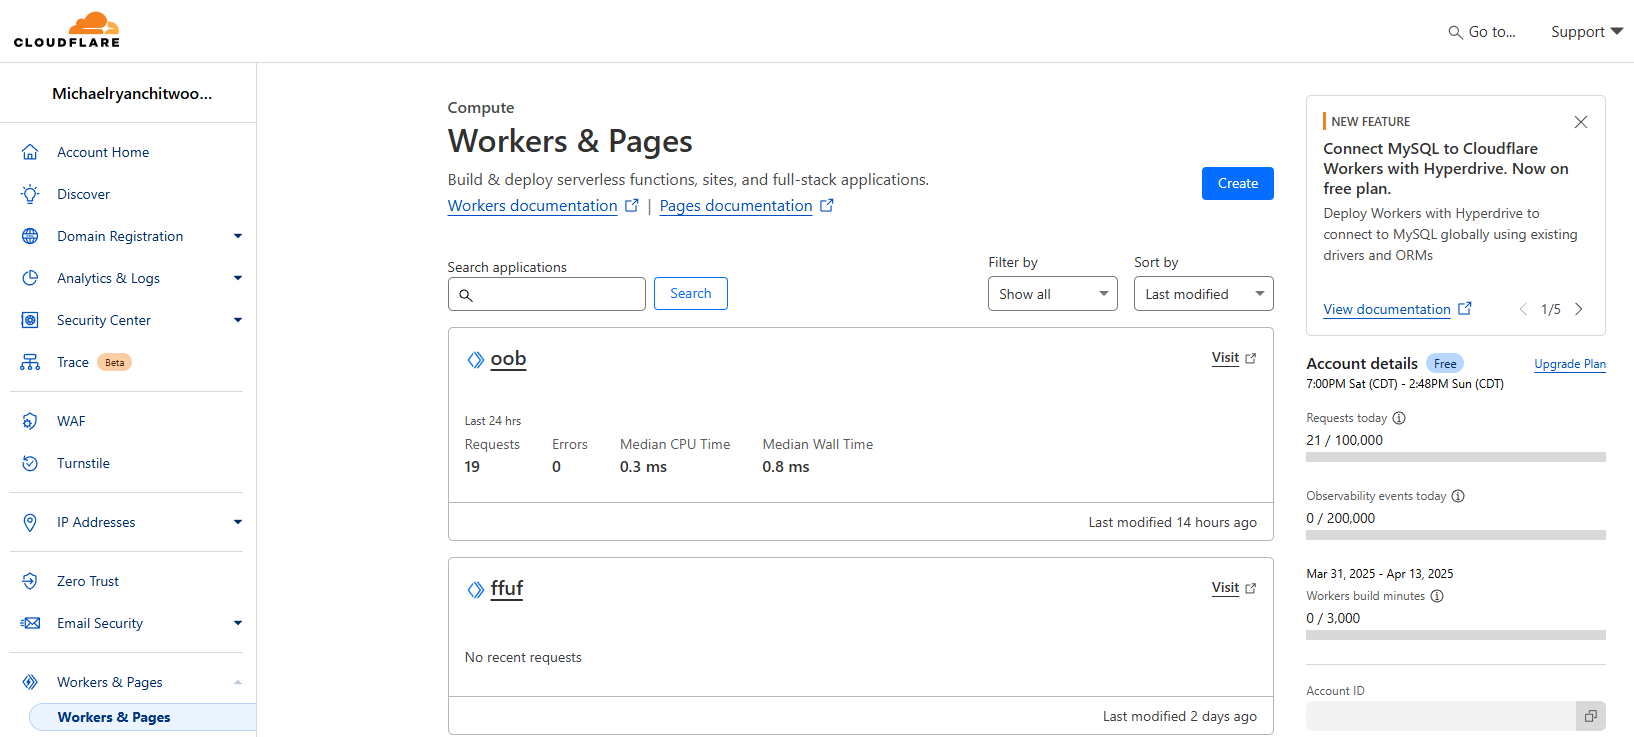 CLOUDFLARE
Go to...
Support
Michaelryanchitwoo...
Account Home
Discover
Domain Registration
Analytics & Logs
Security Center
Trace Beta
WAF
Turnstile
IP Addresses
Zero Trust
Email Security
Workers & Pages
Workers & Pages
Compute
Workers & Pages
Build & deploy serverless functions, sites, and full-stack applications.
Workers documentation | Pages documentation
Create
Search applications
Search
Filter by
Show all
Sort by
Last modified
oob
Visit
Last 24 hrs
Requests Errors Median CPU Time Median Wall Time
19 0 0.3 ms 0.8 ms
Last modified 14 hours ago
ffuf
Visit
No recent requests
Last modified 2 days ago
NEW FEATURE
Connect MySQL to Cloudflare
Workers with Hyperdrive. Now on
free plan.
Deploy Workers with Hyperdrive to
connect to MySQL globally using existing
drivers and ORMs
View documentation
1/5
Account details Free Upgrade Plan
7:00PM Sat (CDT) - 2:48PM Sun (CDT)
Requests today
21 / 100,000
Observability events today
0 / 200,000
Mar 31, 2025 - Apr 13, 2025
Workers build minutes
0 / 3,000
Account ID